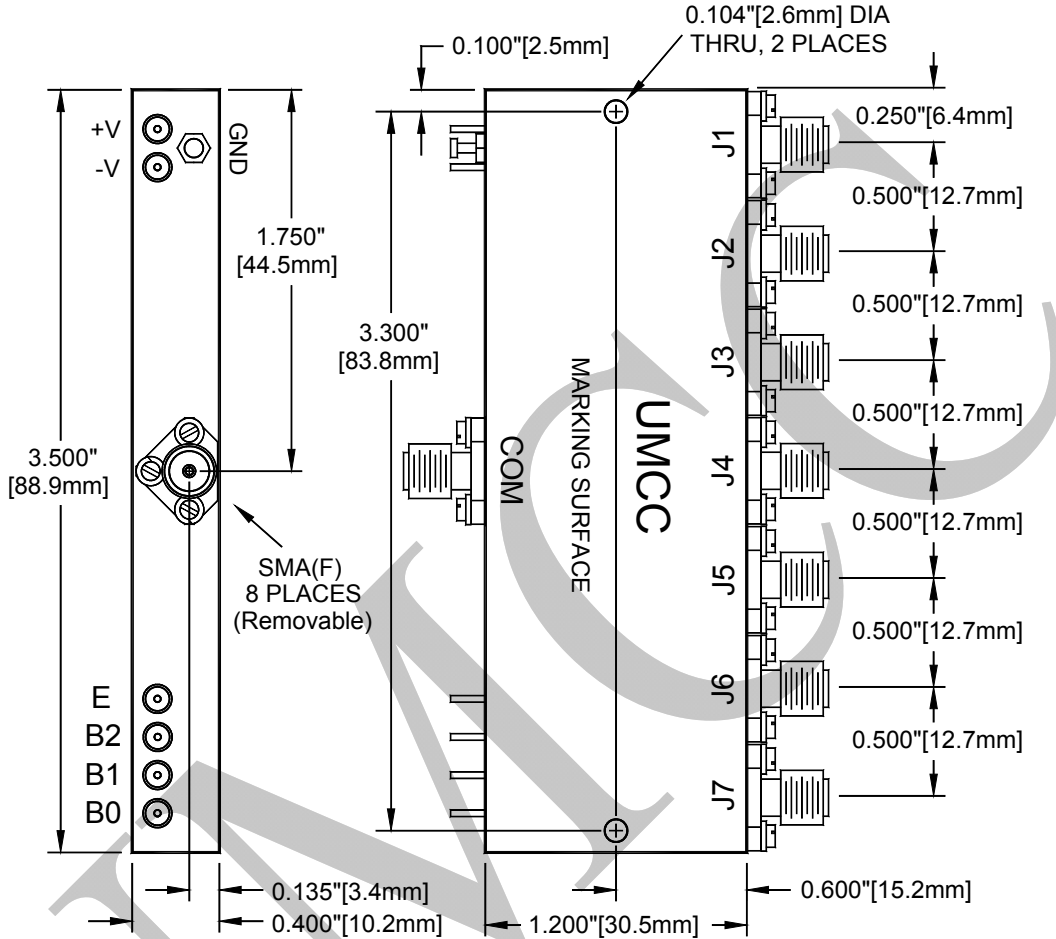 0.104"[2.6mm] DIA
THRU, 2 PLACES
0.100"[2.5mm]
+V
-V
GND
1.750"
[44.5mm]
3.500"
[88.9mm]
SMA(F)
8 PLACES
(Removable)
E
B2
B1
B0
0.135"[3.4mm]
0.400"[10.2mm]
3.300"
[83.8mm]
COM
MARKING SURFACE
UMCC
J1
J2
J3
J4
J5
J6
J7
0.250"[6.4mm]
0.500"[12.7mm]
0.500"[12.7mm]
0.500"[12.7mm]
0.500"[12.7mm]
0.500"[12.7mm]
0.500"[12.7mm]
0.600"[15.2mm]
1.200"[30.5mm]
UMCC